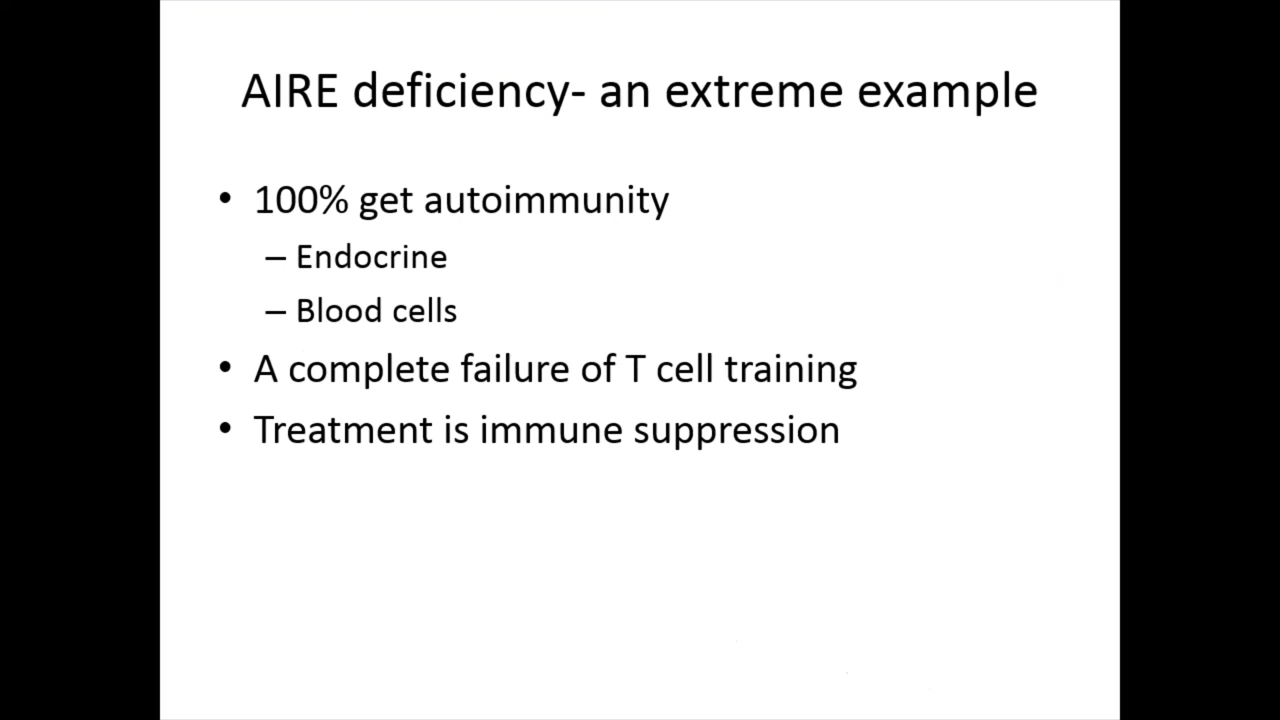 AIRE deficiency- an extreme example
• 100% get autoimmunity
– Endocrine
– Blood cells
• A complete failure of T cell training
• Treatment is immune suppression